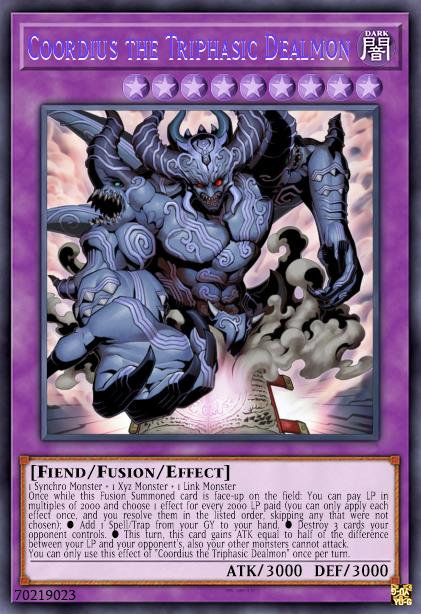 Coordius the Triphasic Dealmon
DARK
闇
[Fiend/Fusion/Effect]
1 Synchro Monster + 1 Xyz Monster + 1 Link Monster
Once while this Fusion Summoned card is face-up on the field: You can pay LP in
multiples of 2000 and choose 1 effect for every 2000 LP paid (you can only apply each
effect once, and you resolve them in the listed order, skipping any that were not
chosen); ● Add 1 Spell/Trap from your GY to your hand. ● Destroy 3 cards your
opponent controls. ● This turn, this card gains ATK equal to half of the difference
between your LP and your opponent's, also your other monsters cannot attack.
You can only use this effect of "Coordius the Triphasic Dealmon" once per turn.
ATK/3000 DEF/3000
70219023